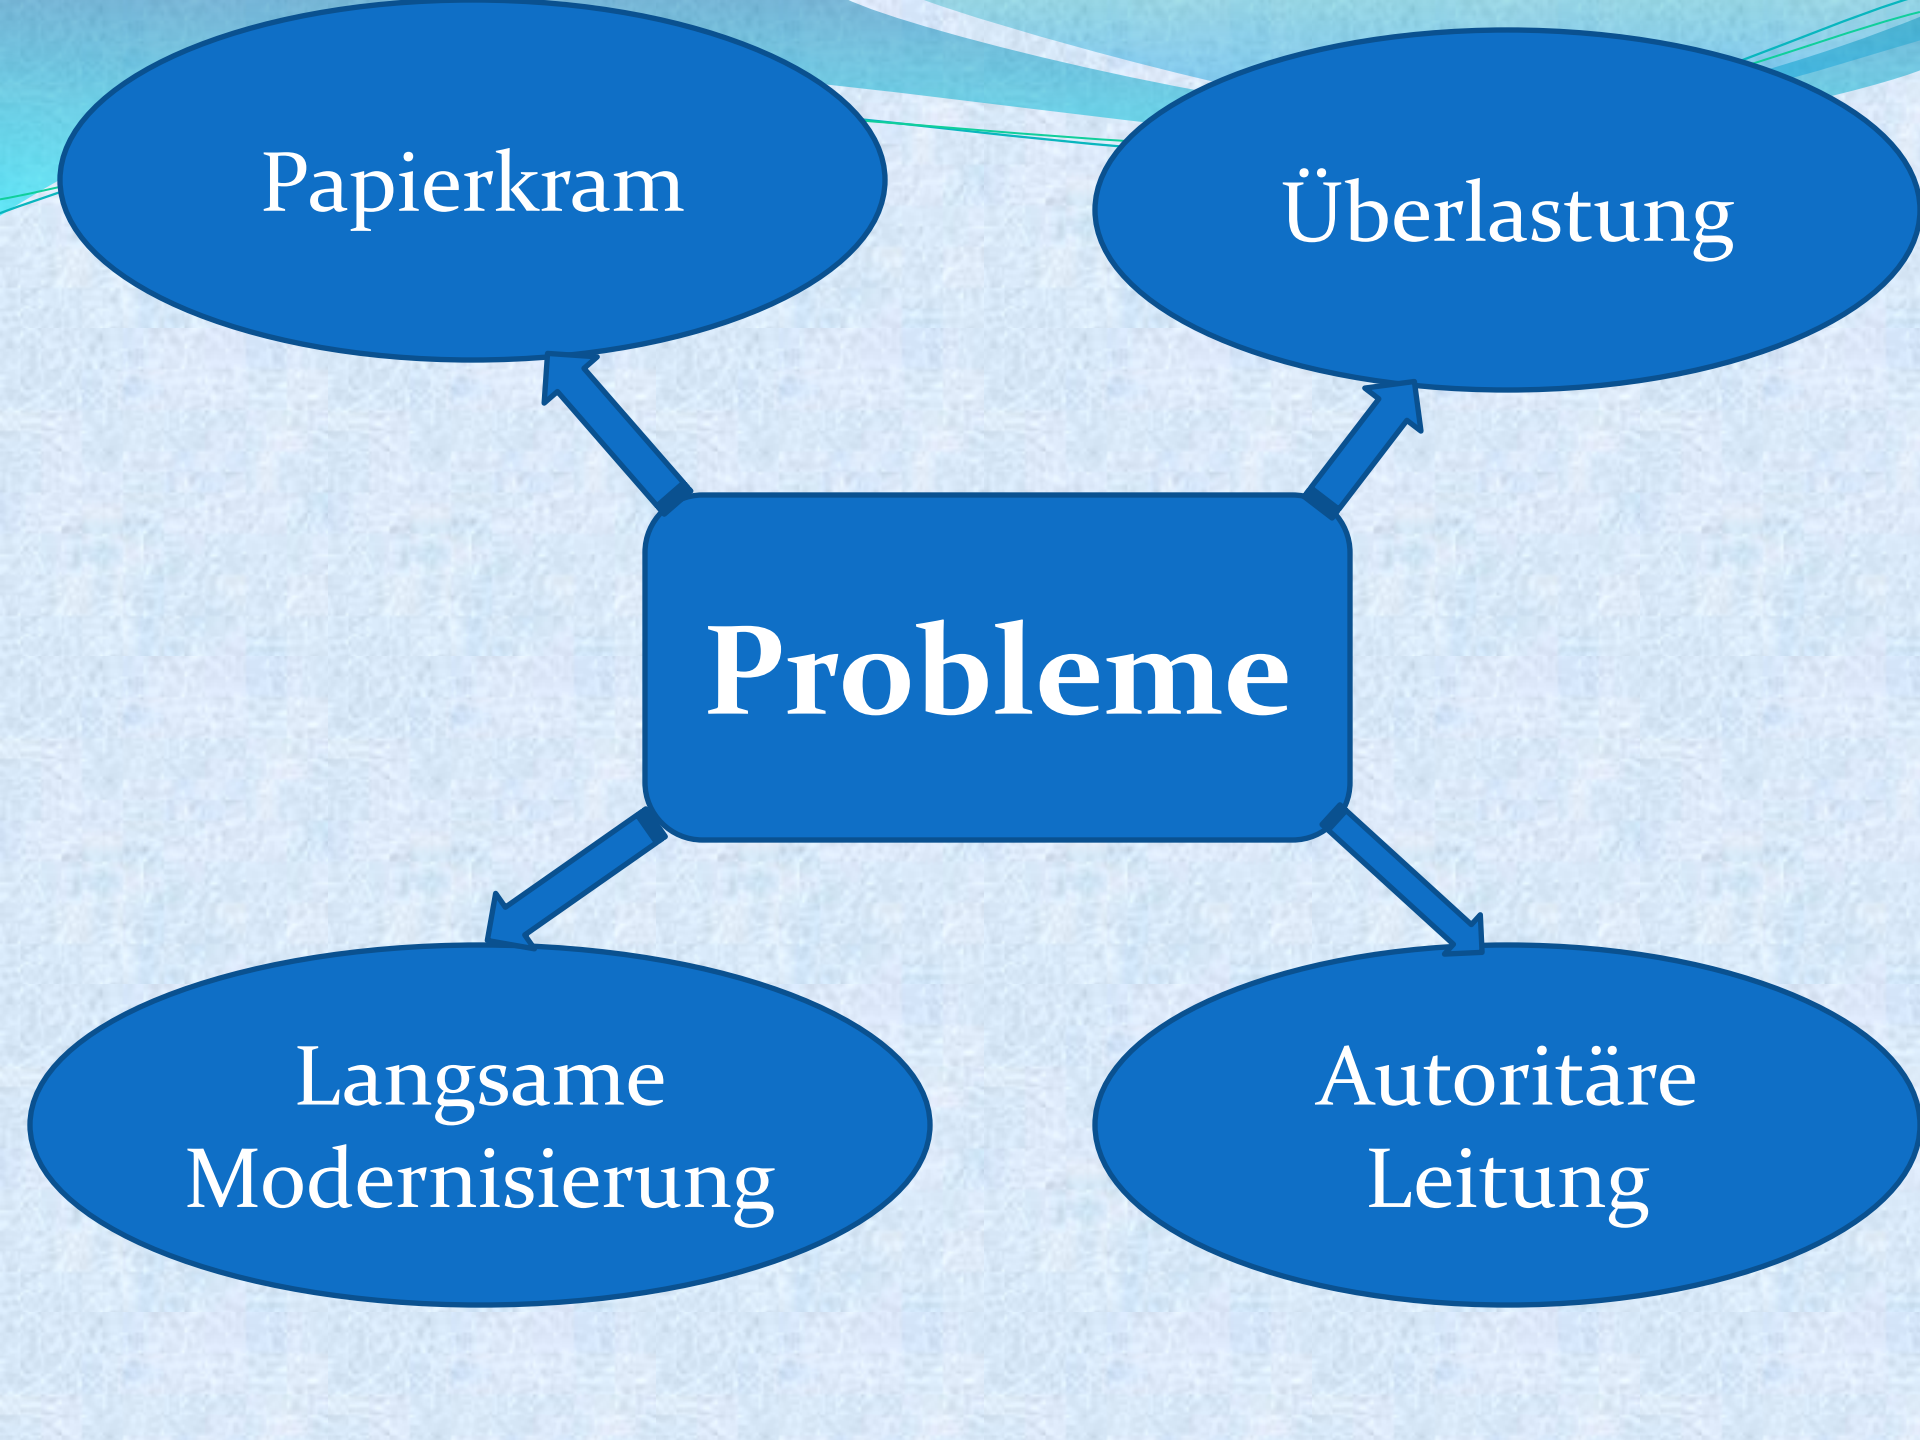 Papierkram
Überlastung
Probleme
Langsame
Modernisierung
Autoritäre
Leitung